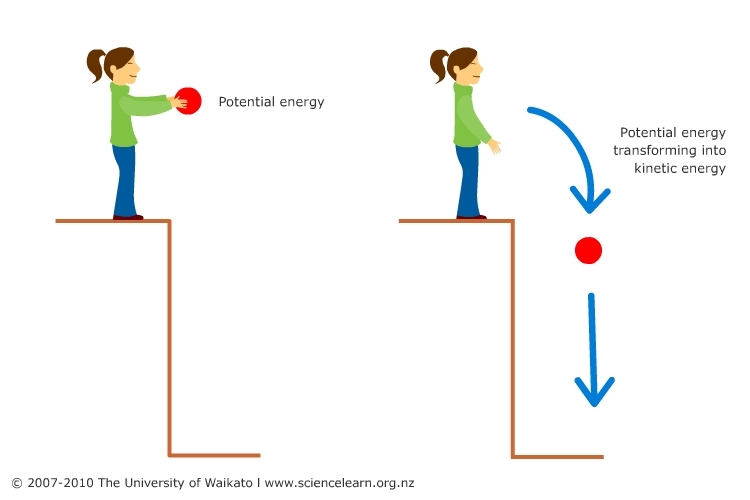 Potential energy
Potential energy
transforming into
kinetic energy
© 2007-2010 The University of Waikato l www.sciencelearn.org.nz